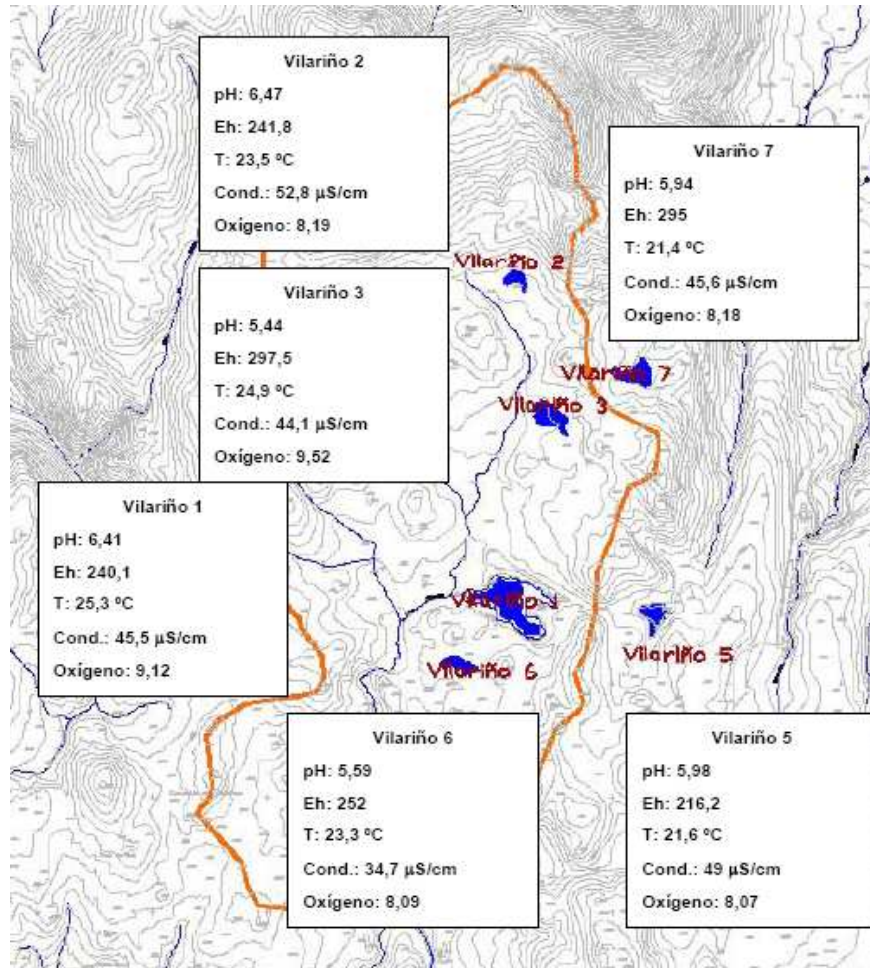 Vilariño 2
pH: 6,47
Eh: 241,8
T: 23,5 ºC
Cond.: 52,8 µS/cm
Oxígeno: 8,19
Vilariño 7
pH: 5,94
Eh: 295
T: 21,4 ºC
Cond.: 45,6 µS/cm
Oxígeno: 8,18
Vilariño 2
Vilariño 3
pH: 5,44
Eh: 297,5
T: 24,9 ºC
Cond.: 44,1 µS/cm
Oxígeno: 9,52
Vilariño 7
Vilariño 3
Vilariño 1
pH: 6,41
Eh: 240,1
T: 25,3 ºC
Cond.: 45,5 µS/cm
Oxígeno: 9,12
Vilariño 1
Vilariño 5
Vilariño 6
Vilariño 6
pH: 5,59
Eh: 252
T: 23,3 ºC
Cond.: 34,7 µS/cm
Oxígeno: 8,09
Vilariño 5
pH: 5,98
Eh: 216,2
T: 21,6 ºC
Cond.: 49 µS/cm
Oxígeno: 8,07